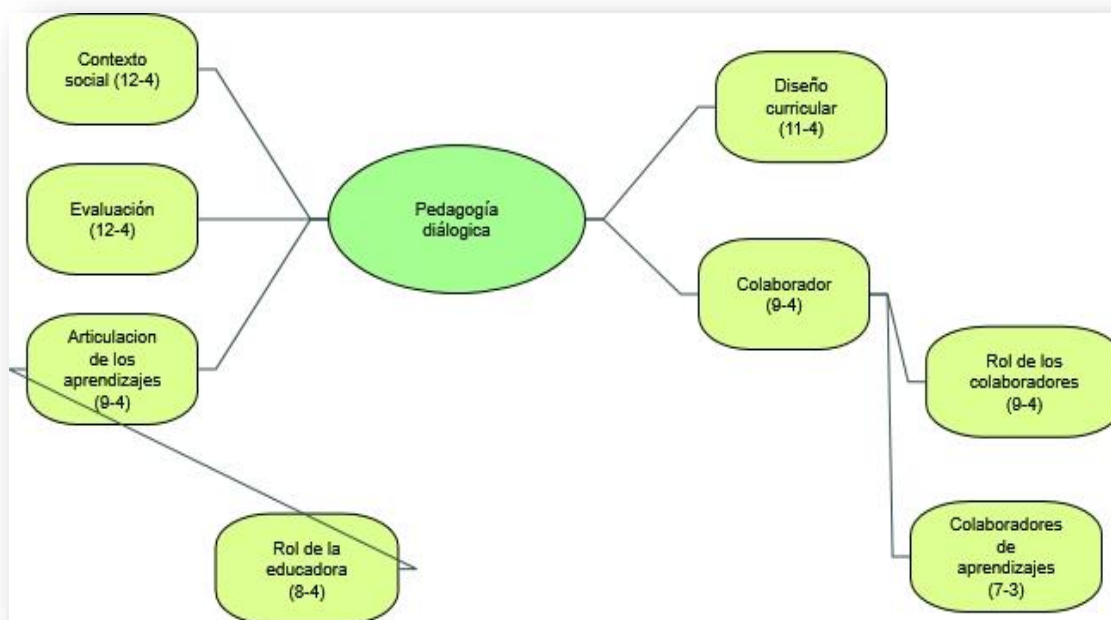 Contexto
social (12-4)
Evaluación
(12-4)
Articulacion
de los
aprendizajes
(9-4)
Rol de la
educadora
(8-4)
Pedagogía
diálogica
Diseño
curricular
(11-4)
Colaborador
(9-4)
Rol de los
colaboradores
(9-4)
Colaboradores
de
aprendizajes
(7-3)